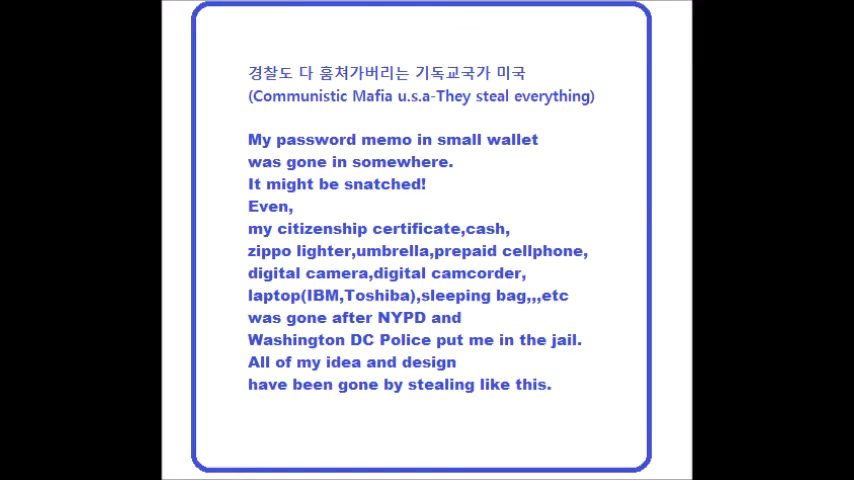 경찰도 다 훔쳐가버리는 기독교국가 미국
(Communistic Mafia u.s.a-They steal everything)
My password memo in small wallet
was gone in somewhere.
It might be snatched!
Even,
my citizenship certificate,cash,
zippo lighter,umbrella,prepaid cellphone,
digital camera,digital camcorder,
laptop(IBM,Toshiba),sleeping bag,,,etc
was gone after NYPD and
Washington DC Police put me in the jail.
All of my idea and design
have been gone by stealing like this.